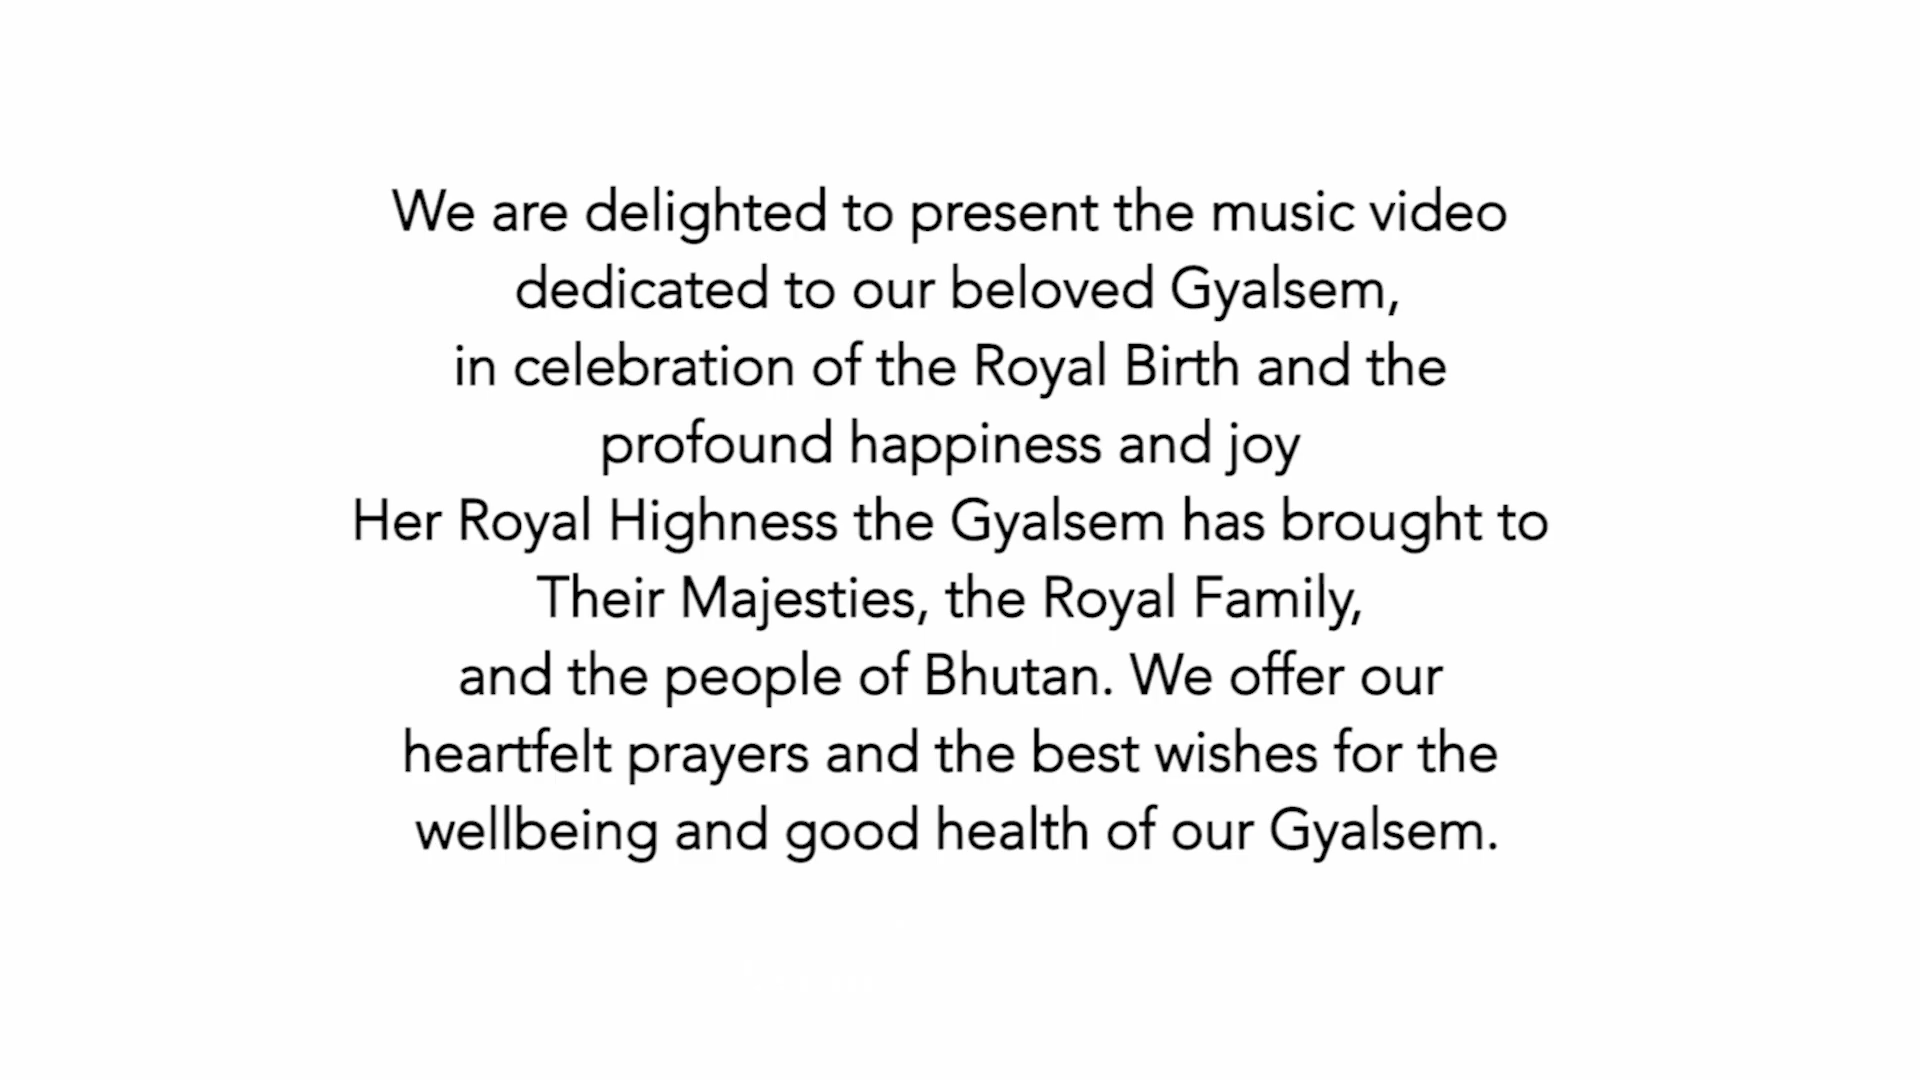 We are delighted to present the music video
dedicated to our beloved Gyalsem,
in celebration of the Royal Birth and the
profound happiness and joy
Her Royal Highness the Gyalsem has brought to
Their Majesties, the Royal Family,
and the people of Bhutan. We offer our
heartfelt prayers and the best wishes for the
wellbeing and good health of our Gyalsem.